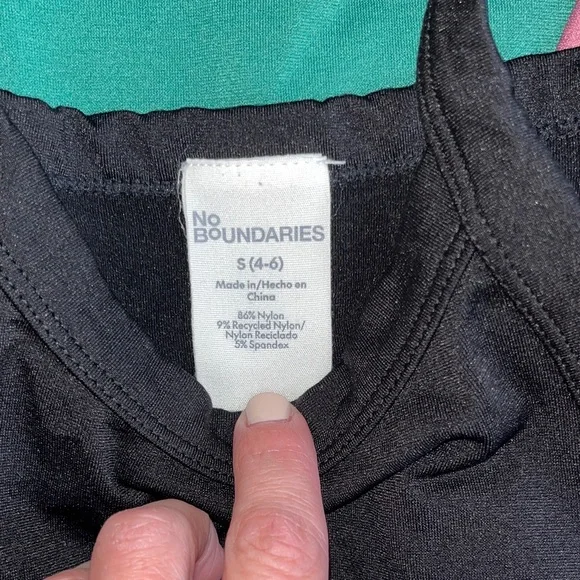 No
BoUNDARIES
S (4-6)
Made in/Hecho en
China
86% Nylon
9% Recycled Nylon/
Nylon Reciclado
5% Spandex